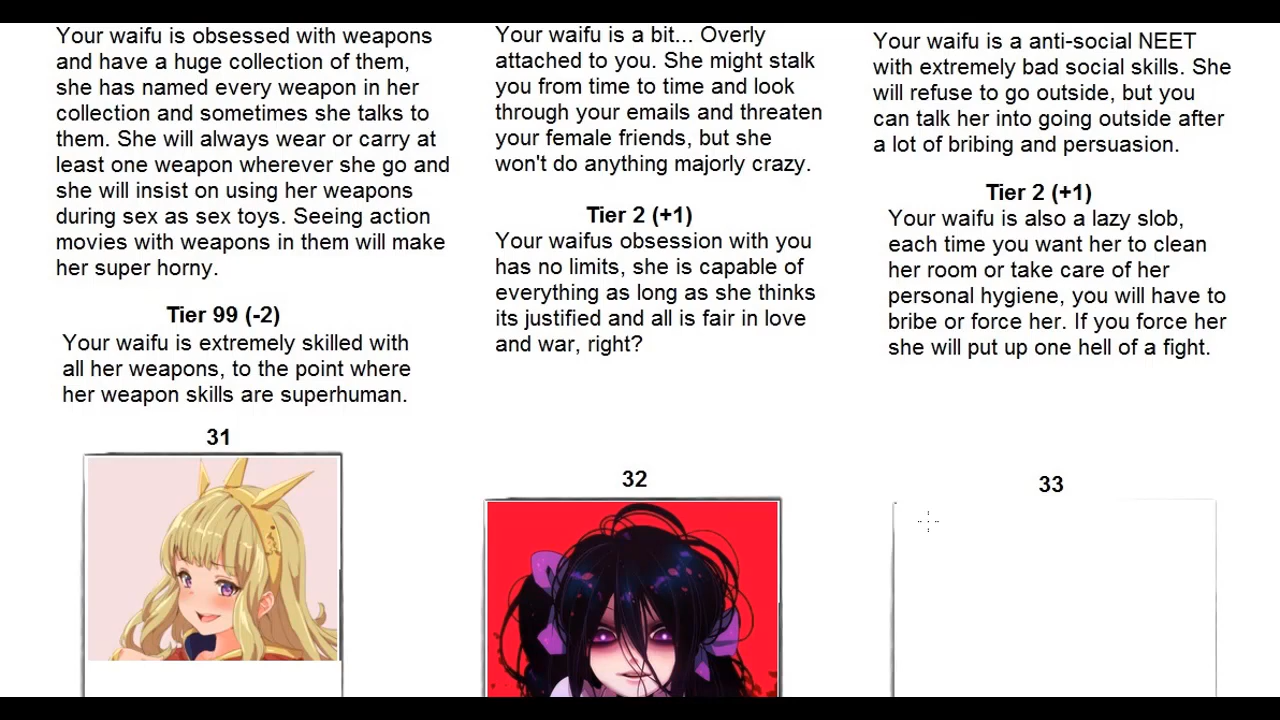 Your waifu is obsessed with weapons
and have a huge collection of them,
she has named every weapon in her
collection and sometimes she talks to
them. She will always wear or carry at
least one weapon wherever she go and
she will insist on using her weapons
during sex as sex toys. Seeing action
movies with weapons in them will make
her super horny.
Tier 99 (-2)
Your waifu is extremely skilled with
all her weapons, to the point where
her weapon skills are superhuman.
31
Your waifu is a bit... Overly
attached to you. She might stalk
you from time to time and look
through your emails and threaten
your female friends, but she
won't do anything majorly crazy.
Tier 2 (+1)
Your waifus obsession with you
has no limits, she is capable of
everything as long as she thinks
its justified and all is fair in love
and war, right?
32
Your waifu is a anti-social NEET
with extremely bad social skills. She
will refuse to go outside, but you
can talk her into going outside after
a lot of bribing and persuasion.
Tier 2 (+1)
Your waifu is also a lazy slob,
each time you want her to clean
her room or take care of her
personal hygiene, you will have to
bribe or force her. If you force her
she will put up one hell of a fight.
33